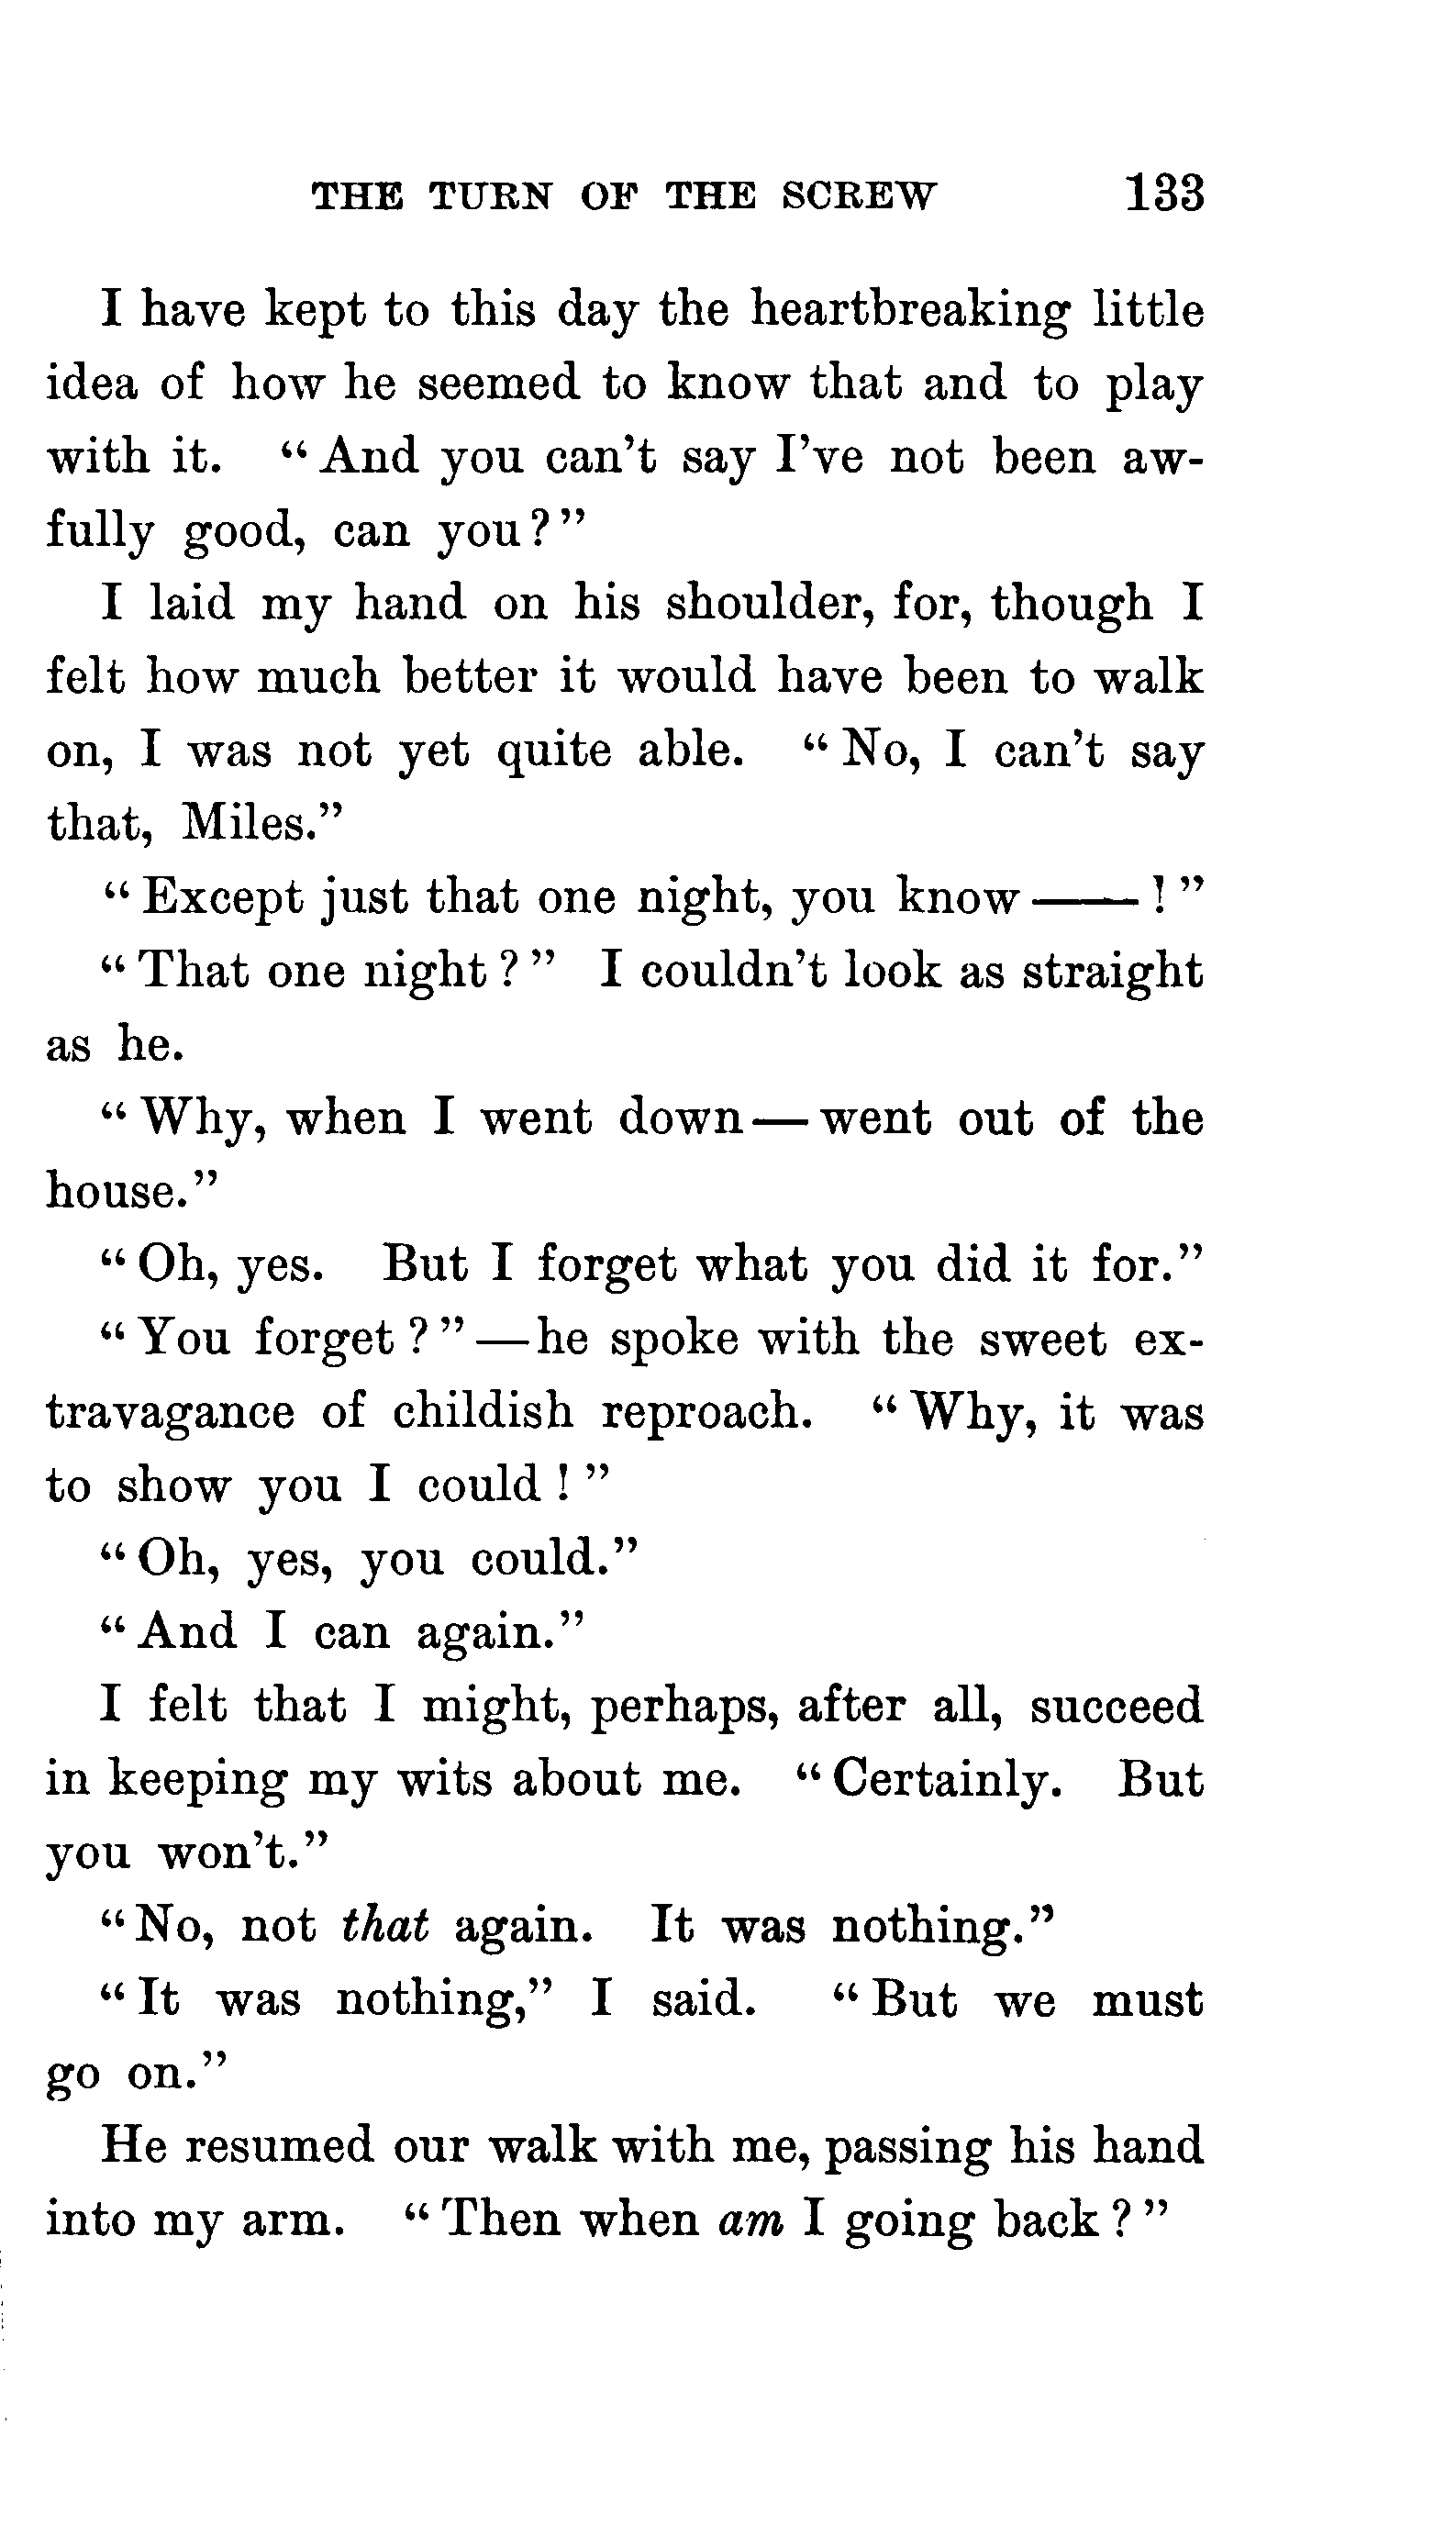 THE TURN OF THE SCREW 133
I have kept to this day the heartbreaking little
idea of how he seemed to know that and to play
with it. “And you can’t say I’ve not been aw-
fully good, can you?”
I laid my hand on his shoulder, for, though I
felt how much better it would have been to walk
on, I was not yet quite able. “No, I can’t say
that, Miles.”
“Except just that one night, you know——!”
“That one night?” I couldn’t look as straight
as he.
“Why, when I went down—went out of the
house.”
“Oh, yes. But I forget what you did it for.”
“You forget?”—he spoke with the sweet ex-
travagance of childish reproach. “Why, it was
to show you I could!”
“Oh, yes, you could.”
“And I can again.”
I felt that I might, perhaps, after all, succeed
in keeping my wits about me. “Certainly. But
you won’t.”
“No, not that again. It was nothing.”
“It was nothing,” I said. “But we must
go on.”
He resumed our walk with me, passing his hand
into my arm. “Then when am I going back?”